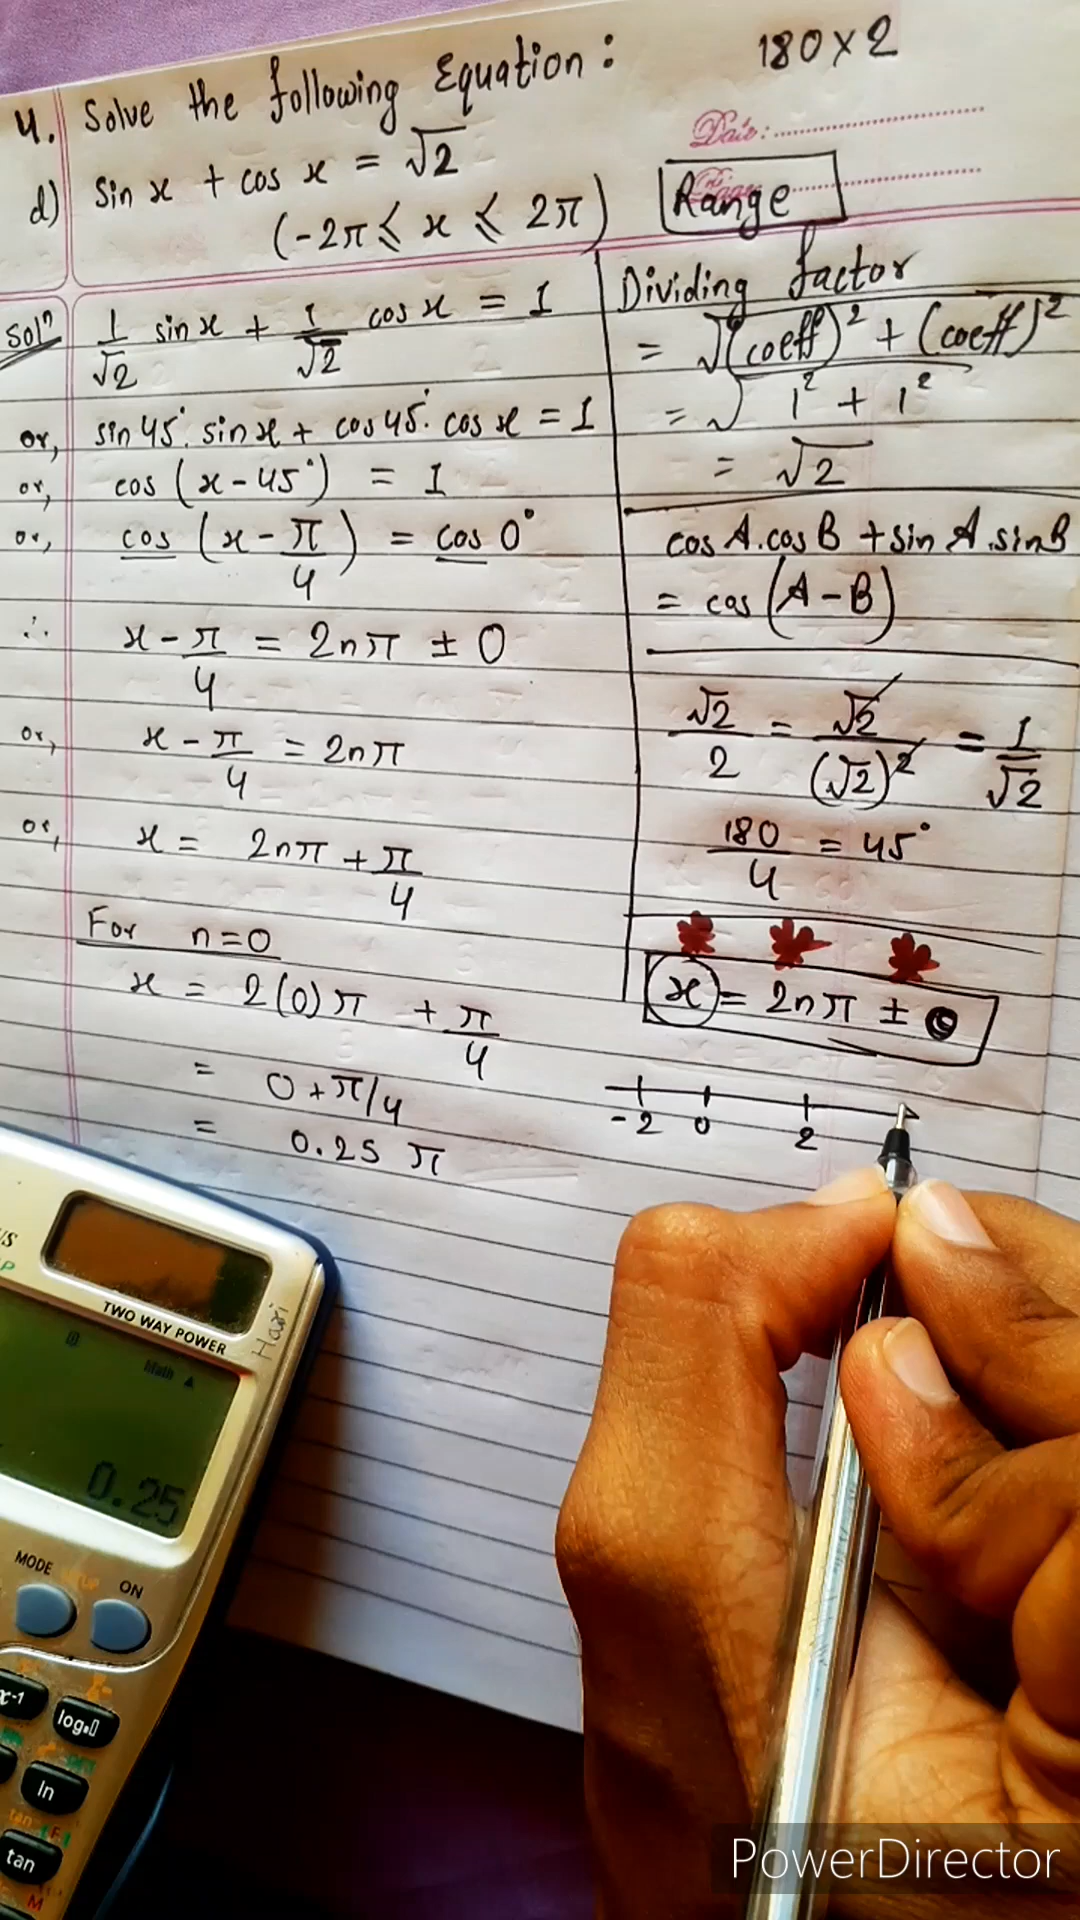 180 × 2
4. Solve the following Equation :
Date:
d) sin x + cos x = √2
(-2π ≤ x ≤ 2π) Range
Solⁿ 1/√2 sin x + 1/√2 cos x = 1
or, sin 45°. sin x + cos 45°. cos x = 1
or, cos (x - 45°) = 1
or, cos (x - π/4) = cos 0°
∴ x - π/4 = 2nπ ± 0
or, x - π/4 = 2nπ
or, x = 2nπ + π/4
For n=0
x = 2(0)π + π/4
= 0 + π/4
= 0.25 π
Dividing factor
= √(coeff)² + (coeff)²
= √1² + 1²
= √2
cos A.cos B + sin A.sin B
= cos (A - B)
√2/2 = √2/(√2)² = 1/√2
180/4 = 45°
x = 2nπ ±
-2 0 2
TWO WAY POWER
Hari
Math ▲
0.25
MODE
ON
x-1
log
ln
tan
tan
M
PowerDirector